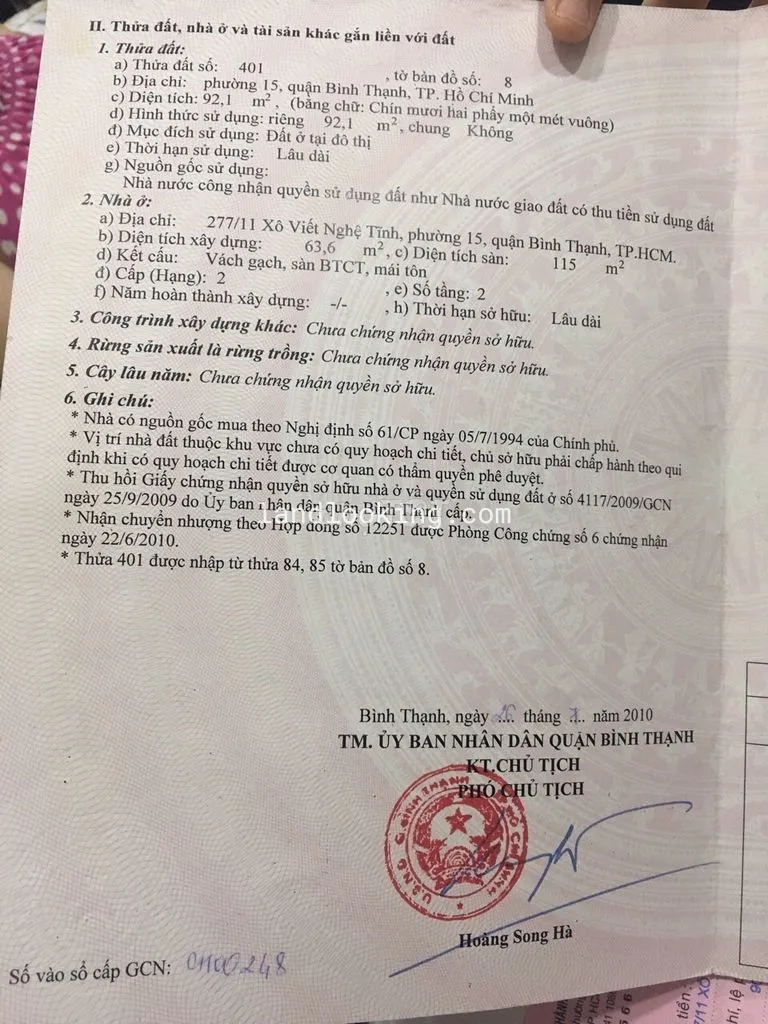 II. Thửa đất, nhà ở và tài sản khác gắn liền với đất
1. Thửa đất:
a) Thửa đất số: 401 , tờ bản đồ số: 8
b) Địa chỉ: phường 15, quận Bình Thạnh, TP. Hồ Chí Minh
c) Diện tích: 92,1 m², (bằng chữ: Chín mươi hai phẩy một mét vuông)
d) Hình thức sử dụng: riêng 92,1 m², chung Không
đ) Mục đích sử dụng: Đất ở tại đô thị
e) Thời hạn sử dụng: Lâu dài
g) Nguồn gốc sử dụng:
Nhà nước công nhận quyền sử dụng đất như Nhà nước giao đất có thu tiền sử dụng đất
2. Nhà ở:
a) Địa chỉ: 277/11 Xô Viết Nghệ Tĩnh, phường 15, quận Bình Thạnh, TP.HCM.
b) Diện tích xây dựng: 63,6 m², c) Diện tích sàn: 115 m²
d) Kết cấu: Vách gạch, sàn BTCT, mái tôn
đ) Cấp (Hạng): 2 , e) Số tầng: 2
f) Năm hoàn thành xây dựng: -/- , h) Thời hạn sở hữu: Lâu dài
3. Công trình xây dựng khác: Chưa chứng nhận quyền sở hữu.
4. Rừng sản xuất là rừng trồng: Chưa chứng nhận quyền sở hữu.
5. Cây lâu năm: Chưa chứng nhận quyền sở hữu.
6. Ghi chú:
* Nhà có nguồn gốc mua theo Nghị định số 61/CP ngày 05/7/1994 của Chính phủ.
* Vị trí nhà đất thuộc khu vực chưa có quy hoạch chi tiết, chủ sở hữu phải chấp hành theo qui
định khi có quy hoạch chi tiết được cơ quan có thẩm quyền phê duyệt.
* Thu hồi Giấy chứng nhận quyền sở hữu nhà ở và quyền sử dụng đất ở số 4117/2009/GCN
ngày 25/9/2009 do Ủy ban nhân dân quận Bình Thạnh cấp.
* Nhận chuyển nhượng theo Hợp đồng số 12251 được Phòng Công chứng số 6 chứng nhận
ngày 22/6/2010.
* Thửa 401 được nhập từ thửa 84, 85 tờ bản đồ số 8.
Bình Thạnh, ngày 26 tháng 7 năm 2010
TM. ỦY BAN NHÂN DÂN QUẬN BÌNH THẠNH
KT.CHỦ TỊCH
PHÓ CHỦ TỊCH
Hoàng Song Hà
Số vào sổ cấp GCN: CH00248